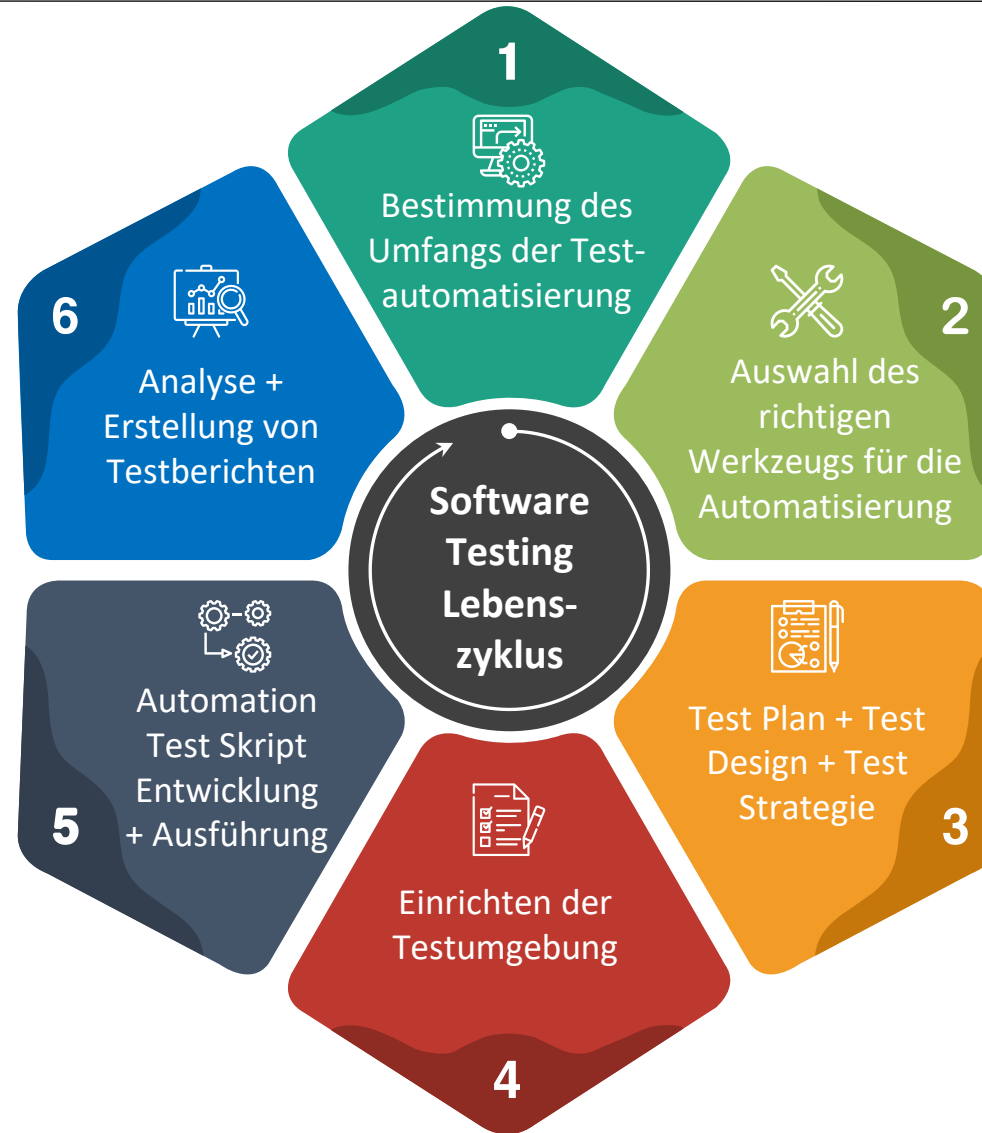 1
Bestimmung des
Umfangs der Test-
automatisierung
2
Auswahl des
richtigen
Werkzeugs für die
Automatisierung
3
Test Plan + Test
Design + Test
Strategie
4
Einrichten der
Testumgebung
5
Automation
Test Skript
Entwicklung
+ Ausführung
6
Analyse +
Erstellung von
Testberichten
Software
Testing
Lebens-
zyklus